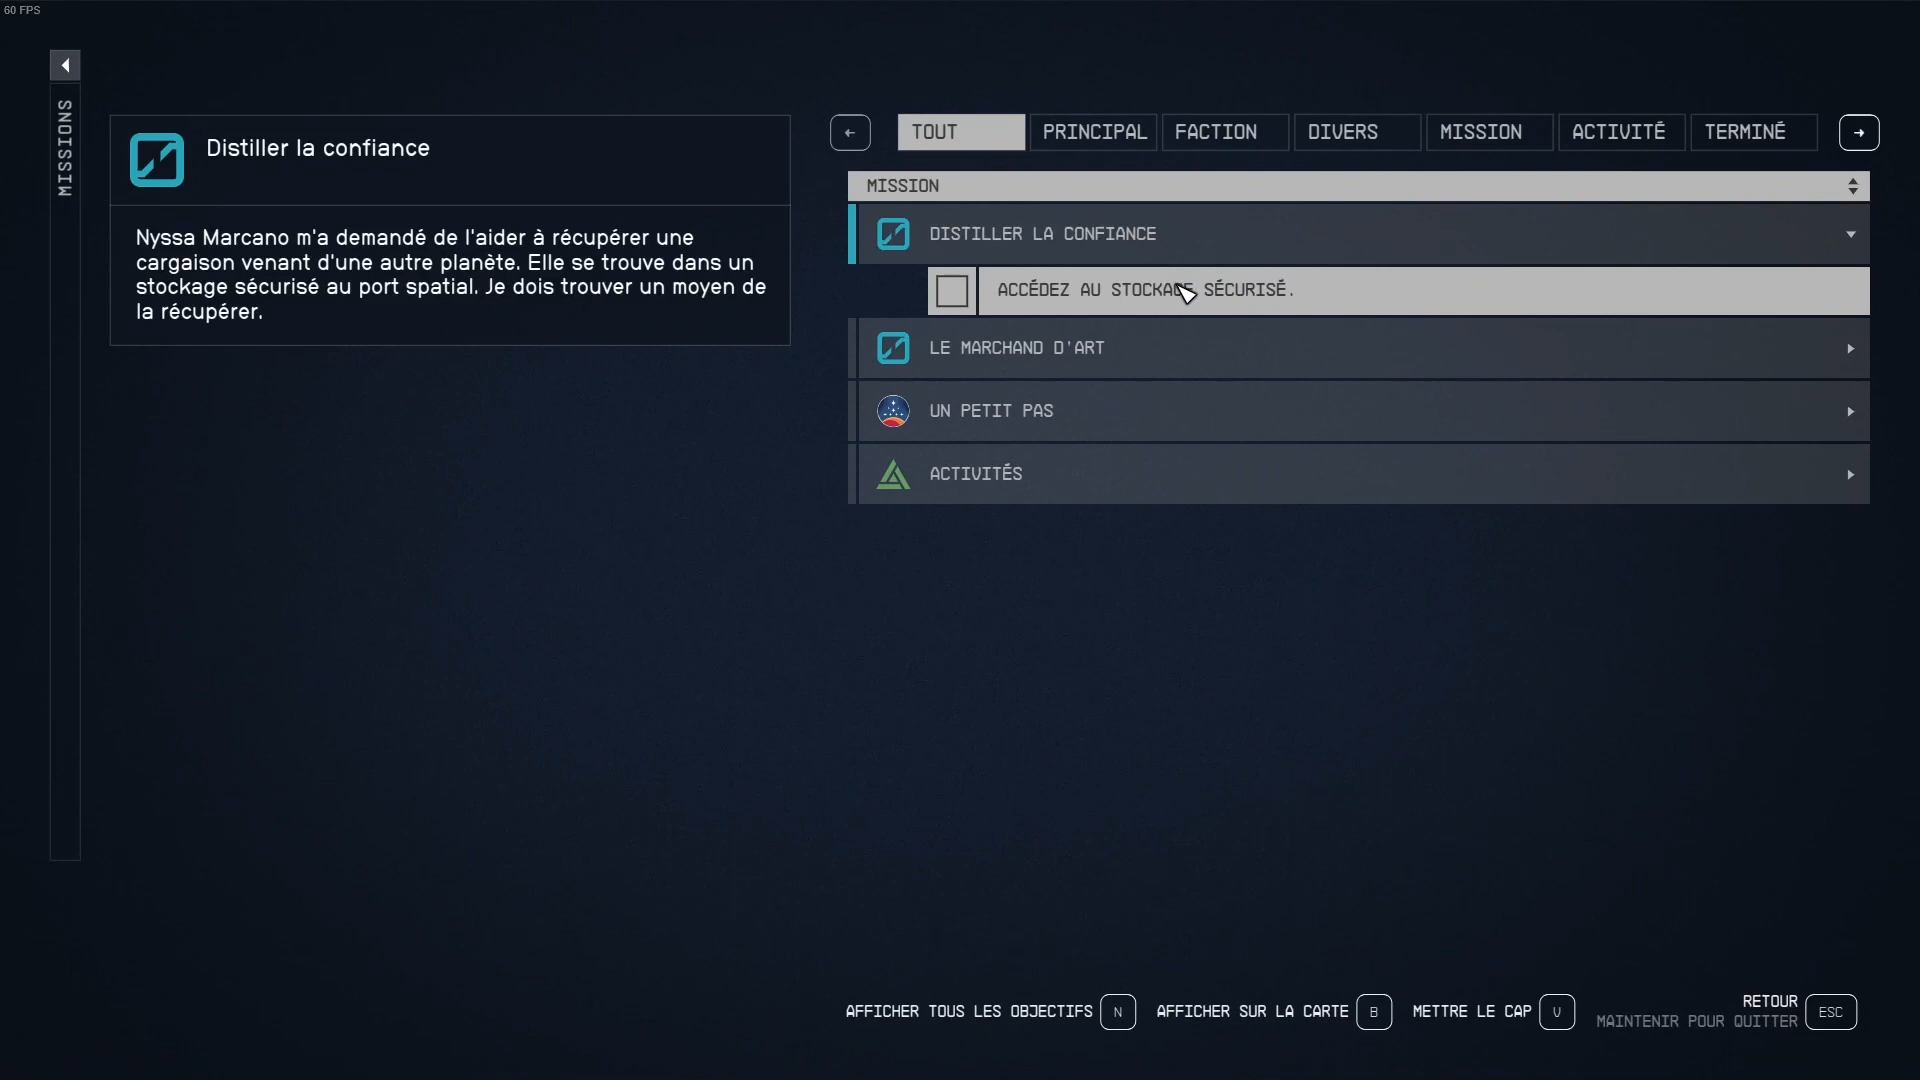 60 FPS
MISSIONS
Distiller la confiance
Nyssa Marcano m'a demandé de l'aider à récupérer une
cargaison venant d'une autre planète. Elle se trouve dans un
stockage sécurisé au port spatial. Je dois trouver un moyen de
la récupérer.
TOUT
PRINCIPAL
FACTION
DIVERS
MISSION
ACTIVITÉ
TERMINÉ
MISSION
DISTILLER LA CONFIANCE
ACCÉDEZ AU STOCKAGE SÉCURISÉ.
LE MARCHAND D'ART
UN PETIT PAS
ACTIVITÉS
AFFICHER TOUS LES OBJECTIFS N
AFFICHER SUR LA CARTE B
METTRE LE CAP V
RETOUR
MAINTENIR POUR QUITTER
ESC